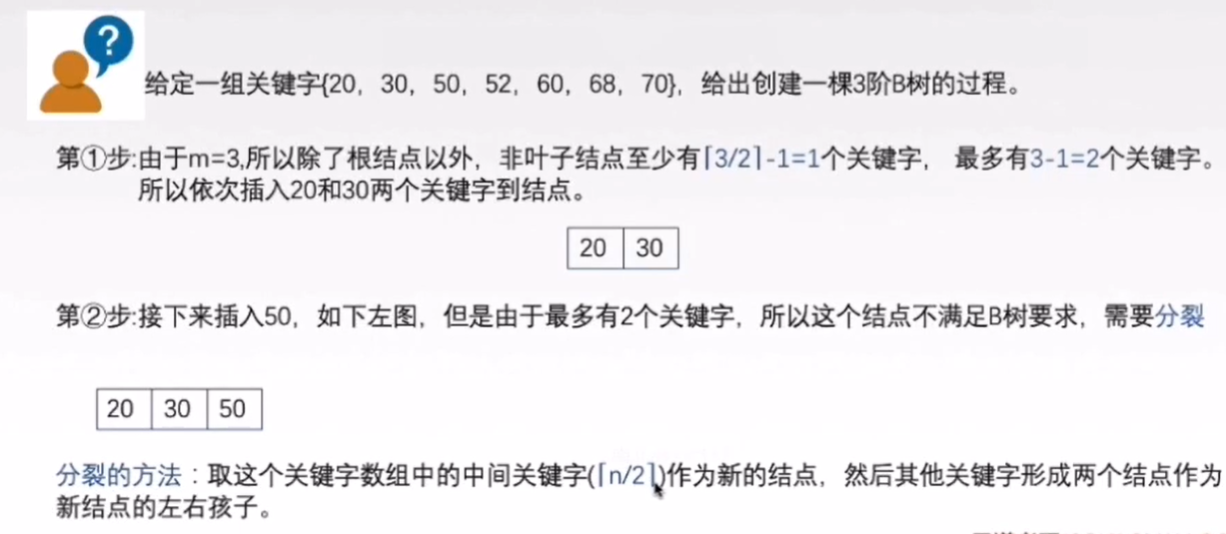 ?
给定一组关键字{20，30，50，52，60，68，70}，给出创建一棵3阶B树的过程。
第①步:由于m=3,所以除了根结点以外，非叶子结点至少有⌈3/2⌉-1=1个关键字， 最多有3-1=2个关键字。
所以依次插入20和30两个关键字到结点。
20 30
第②步:接下来插入50，如下左图，但是由于最多有2个关键字，所以这个结点不满足B树要求，需要分裂
20 30 50
分裂的方法：取这个关键字数组中的中间关键字(⌈n/2⌉)作为新的结点，然后其他关键字形成两个结点作为
新结点的左右孩子。